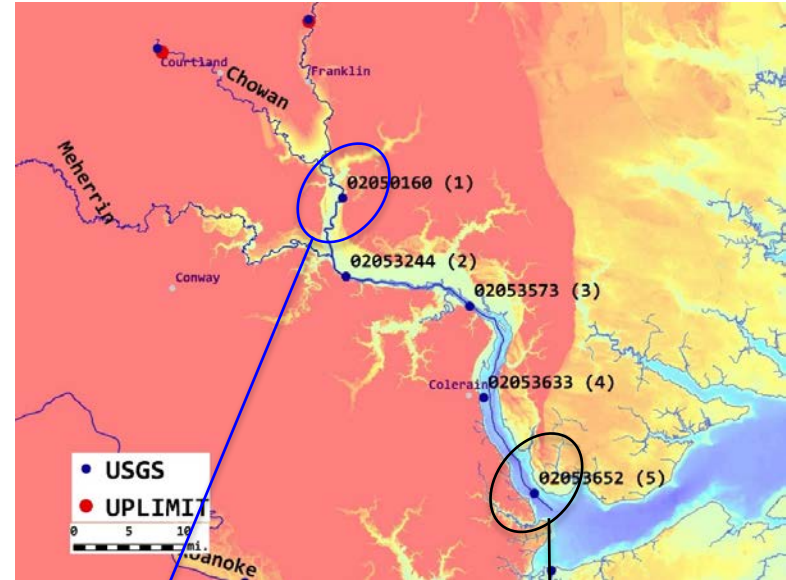 Courtland
Chowan
Franklin
Meherrin
02050160 (1)
02053244 (2)
Conway
02053573 (3)
Colerain
02053633 (4)
02053652 (5)
USGS
UPLIMIT
0 5 10
mi.